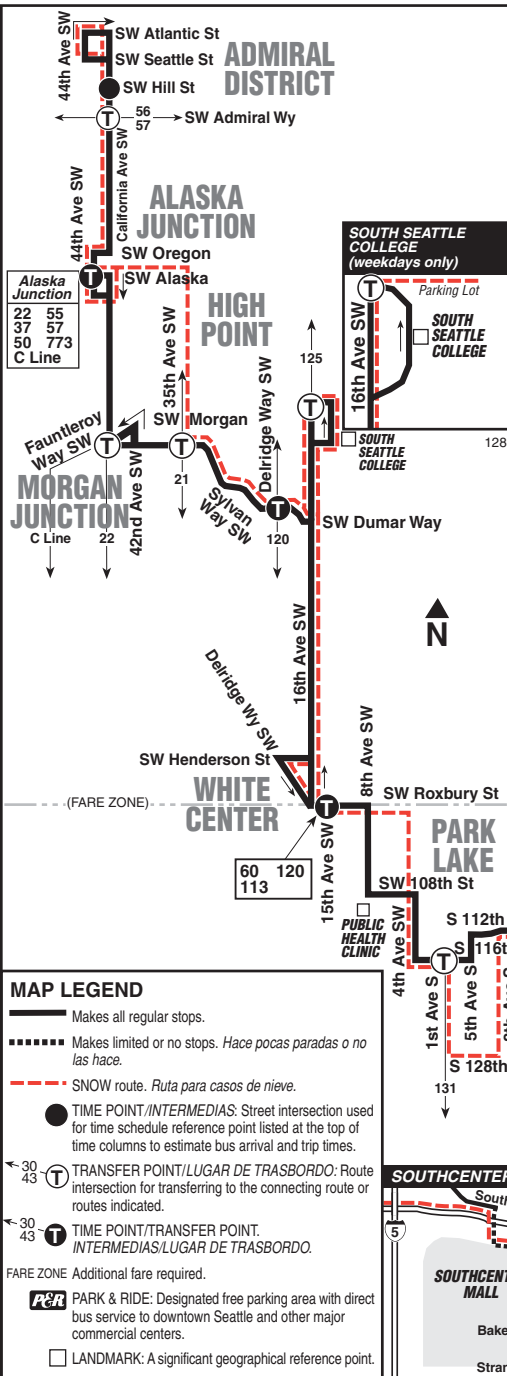 44th Ave SW
SW Atlantic St
SW Seattle St
ADMIRAL
DISTRICT
SW Hill St
56
57
SW Admiral Wy
California Ave SW
44th Ave SW
ALASKA
JUNCTION
SW Oregon
SW Alaska
Alaska
Junction
22 55
37 57
50 773
C Line
HIGH
POINT
35th Ave SW
SOUTH SEATTLE
COLLEGE
(weekdays only)
T
Parking Lot
16th Ave SW
SOUTH
SEATTLE
COLLEGE
125
Delridge Way SW
Fauntleroy
Way SW
SW Morgan
SOUTH
SEATTLE
COLLEGE
128
MORGAN
JUNCTION
42nd Ave SW
21
Sylvan
Way SW
120
SW Dumar Way
C Line
22
N
16th Ave SW
Delridge Wy SW
SW Henderson St
8th Ave SW
WHITE
CENTER
(FARE ZONE)
SW Roxbury St
15th Ave SW
60 120
113
PARK
LAKE
SW 108th St
PUBLIC
HEALTH
CLINIC
4th Ave SW
S 112th
S 116t
1st Ave S
5th Ave S
S 128th
131
MAP LEGEND
Makes all regular stops.
Makes limited or no stops. Hace pocas paradas o no
las hace.
SNOW route. Ruta para casos de nieve.
TIME POINT/INTERMEDIAS: Street intersection used
for time schedule reference point listed at the top of
time columns to estimate bus arrival and trip times.
30
43
T
TRANSFER POINT/LUGAR DE TRASBORDO: Route
intersection for transferring to the connecting route or
routes indicated.
30
43
T
TIME POINT/TRANSFER POINT.
INTERMEDIAS/LUGAR DE TRASBORDO.
FARE ZONE Additional fare required.
P&R PARK & RIDE: Designated free parking area with direct
bus service to downtown Seattle and other major
commercial centers.
LANDMARK: A significant geographical reference point.
SOUTHCENTER
South
5
SOUTHCENT
MALL
Bake
Stran